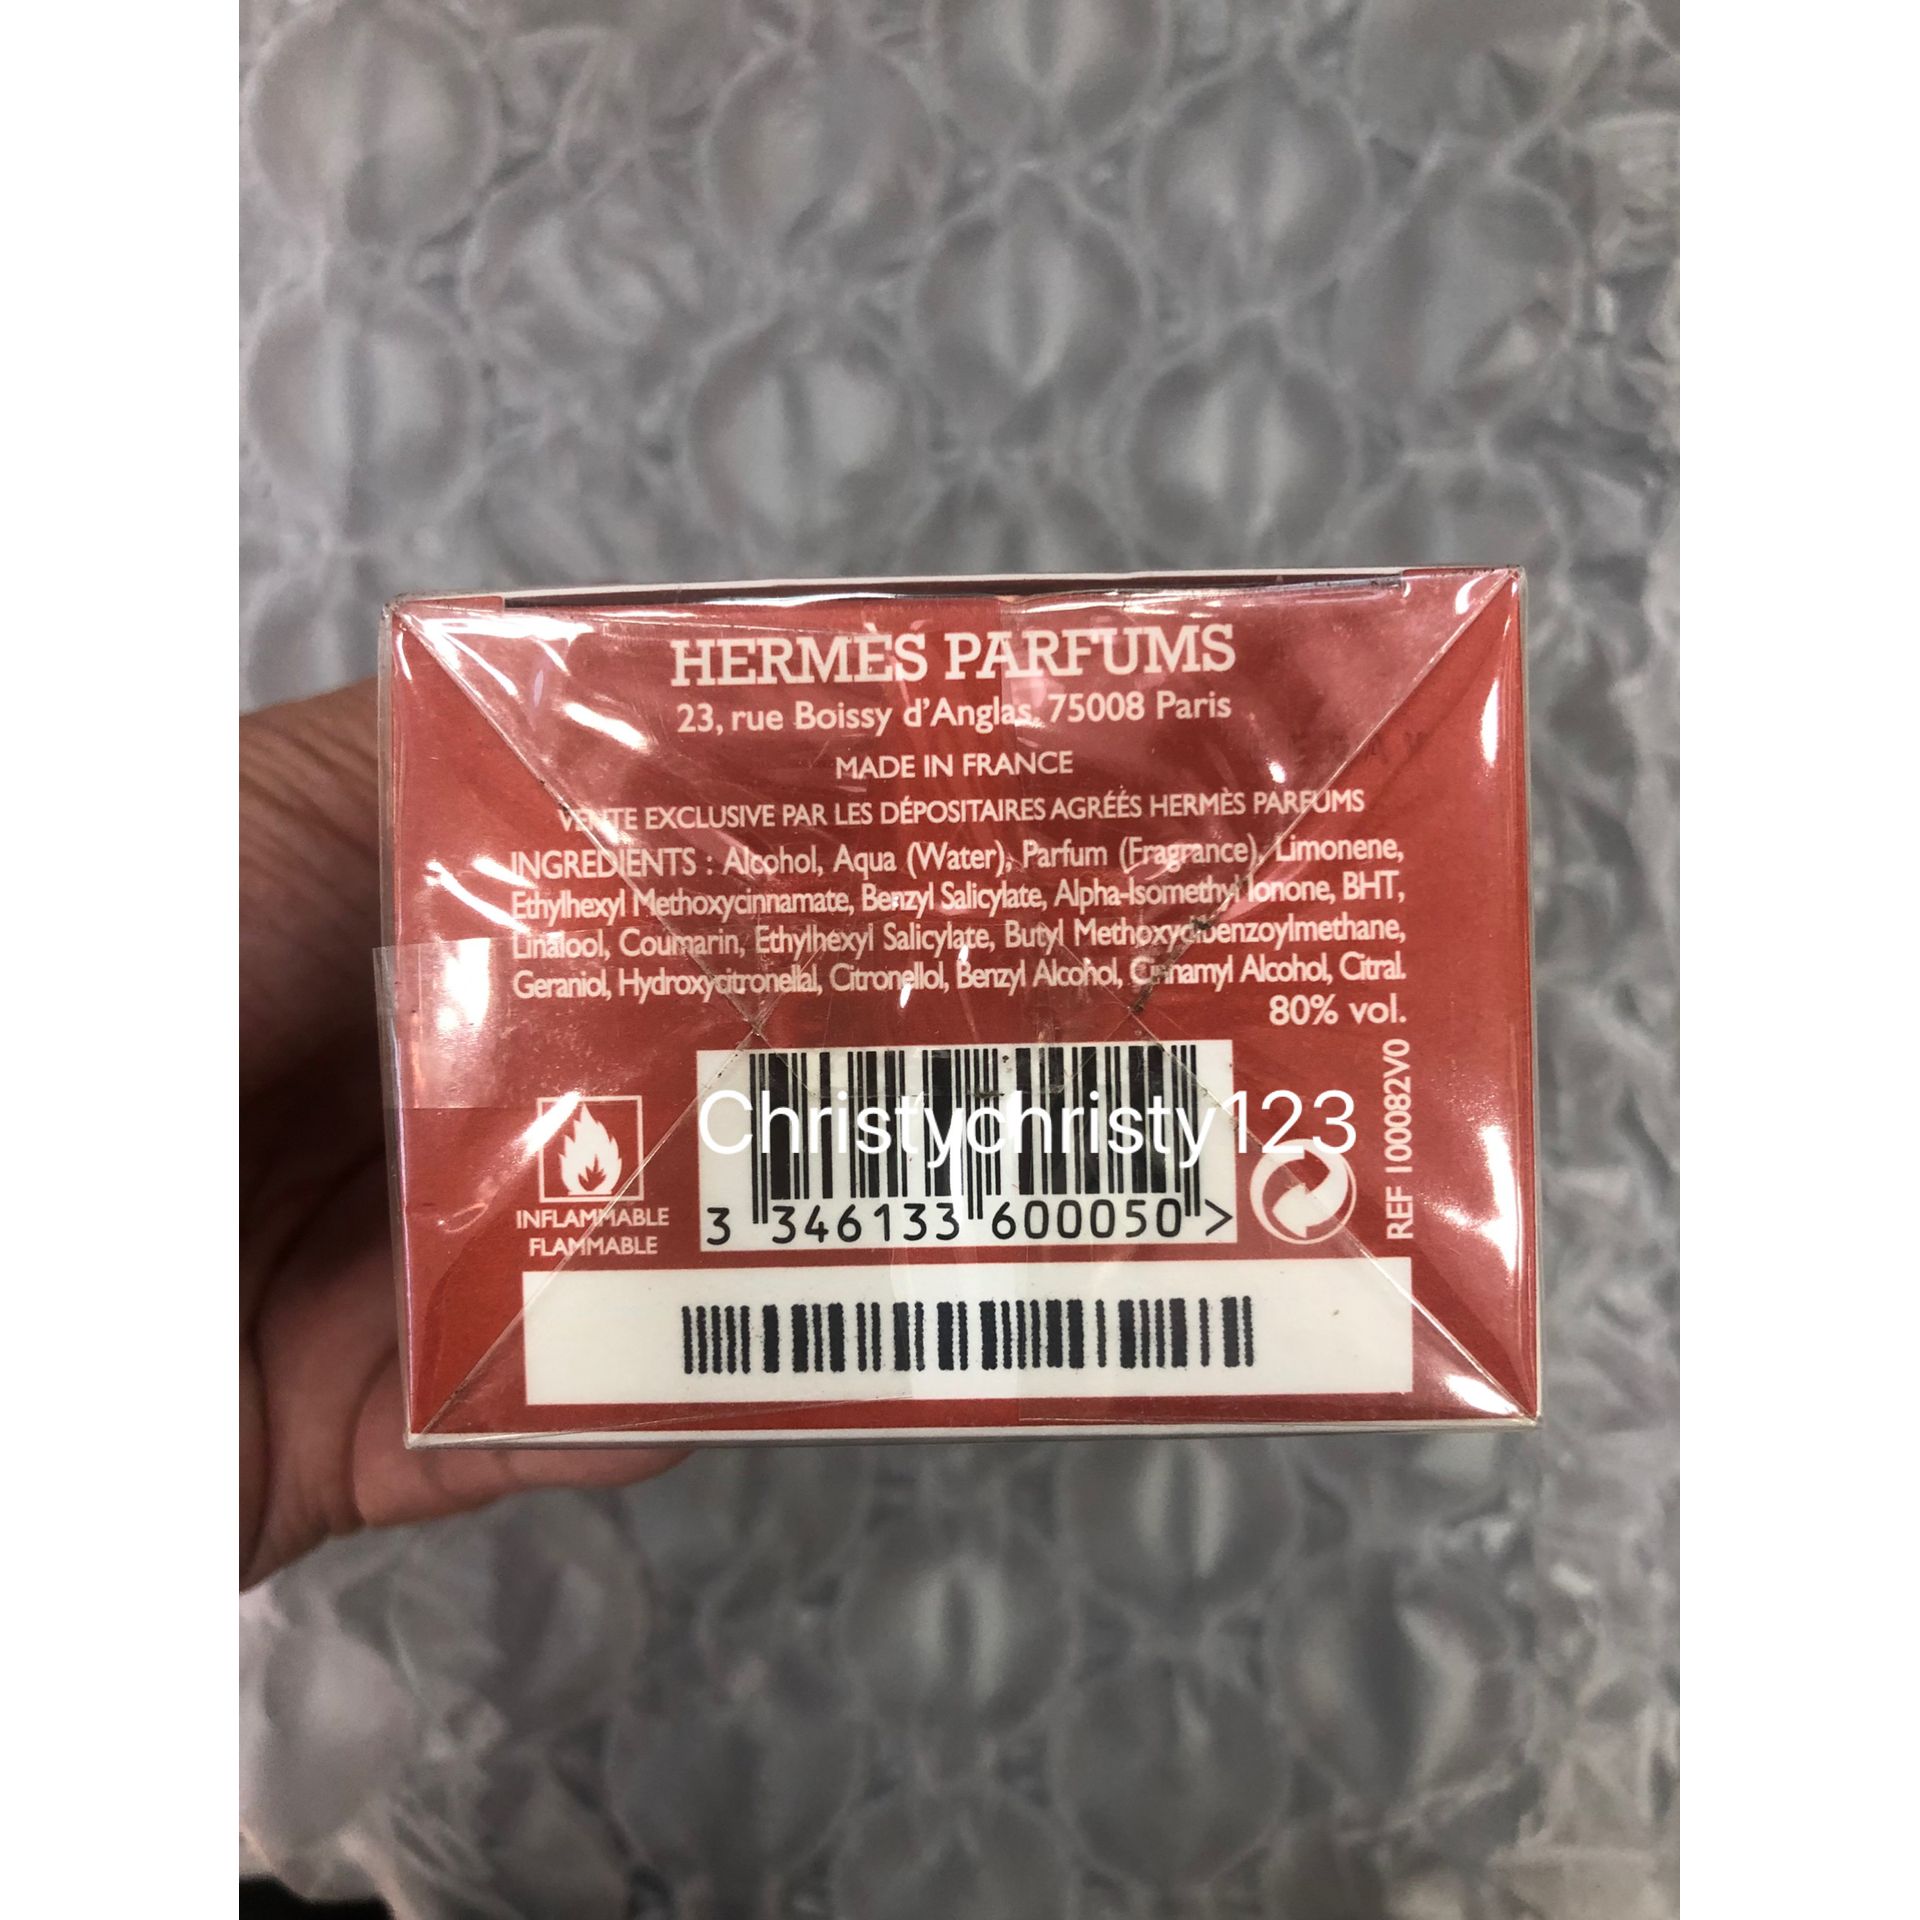 HERMÈS PARFUMS
23, rue Boissy d'Anglas, 75008 Paris
MADE IN FRANCE
VENTE EXCLUSIVE PAR LES DÉPOSITAIRES AGRÉÉS HERMÈS PARFUMS
INGREDIENTS : Alcohol, Aqua (Water), Parfum (Fragrance), Limonene,
Ethylhexyl Methoxycinnamate, Benzyl Salicylate, Alpha-Isomethyl Ionone, BHT,
Linalool, Coumarin, Ethylhexyl Salicylate, Butyl Methoxydibenzoylmethane,
Geraniol, Hydroxycitronellal, Citronellol, Benzyl Alcohol, Cinnamyl Alcohol, Citral.
80% vol.
Christychristy123
3 346133 600050 >
INFLAMMABLE
FLAMMABLE
REF 100082V0